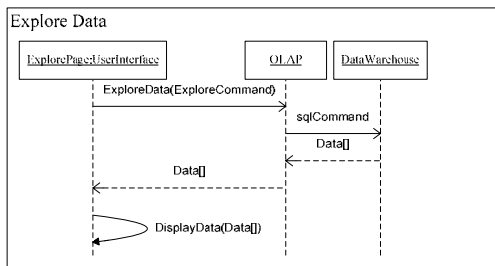 Explore Data
ExplorePage:UserInterface
OLAP
DataWarehouse
ExploreData(ExploreCommand)
sqlCommand
Data[]
Data[]
DisplayData(Data[])